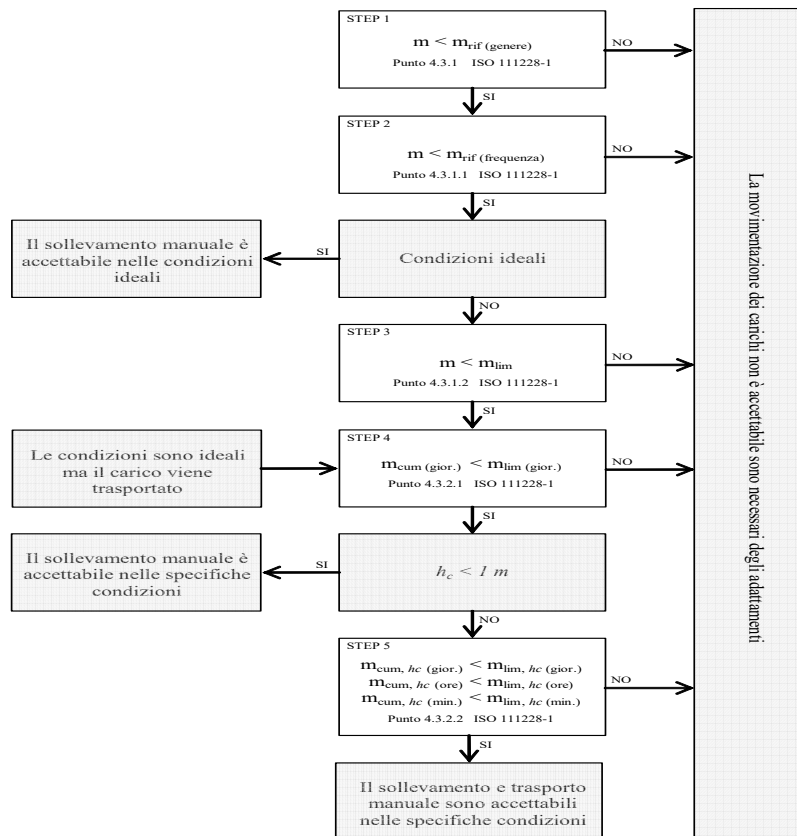 STEP 1
m < mrif (genere)
Punto 4.3.1 ISO 111228-1
NO
SI
STEP 2
m < mrif (frequenza)
Punto 4.3.1.1 ISO 111228-1
NO
SI
Il sollevamento manuale è
accettabile nelle condizioni
ideali
SI
Condizioni ideali
NO
STEP 3
m < mlim
Punto 4.3.1.2 ISO 111228-1
NO
SI
Le condizioni sono ideali
ma il carico viene
trasportato
STEP 4
mcum (gior.) < mlim (gior.)
Punto 4.3.2.1 ISO 111228-1
NO
SI
Il sollevamento manuale è
accettabile nelle specifiche
condizioni
SI
hc < 1 m
NO
STEP 5
mcum, hc (gior.) < mlim, hc (gior.)
mcum, hc (ore) < mlim, hc (ore)
mcum, hc (min.) < mlim, hc (min.)
Punto 4.3.2.2 ISO 111228-1
NO
SI
Il sollevamento e trasporto
manuale sono accettabili
nelle specifiche condizioni
La movimentazione dei carichi non è accettabile sono necessari degli adattamenti